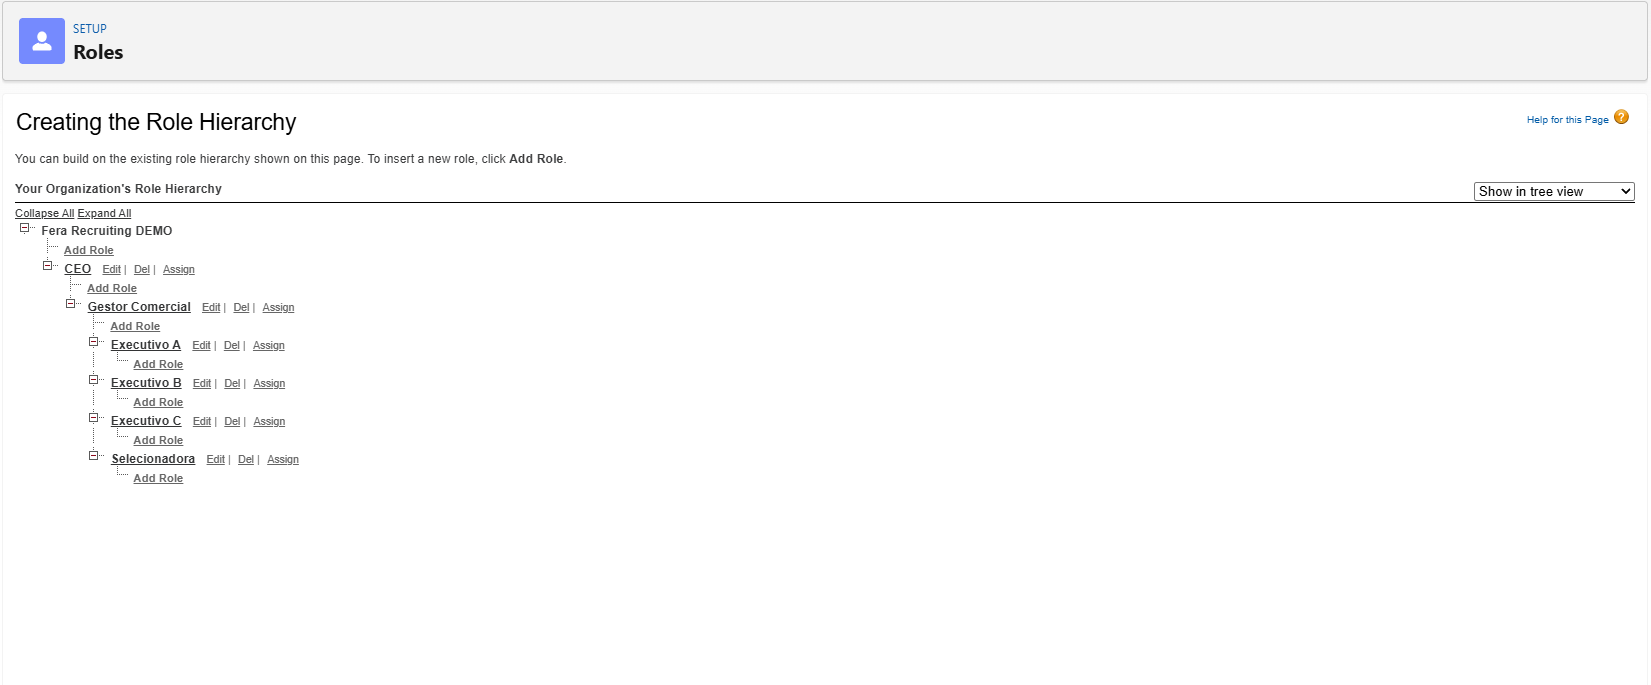 SETUP
Roles
Creating the Role Hierarchy
Help for this Page ?
You can build on the existing role hierarchy shown on this page. To insert a new role, click Add Role.
Your Organization's Role Hierarchy
Show in tree view
Collapse All Expand All
Fera Recruiting DEMO
Add Role
CEO Edit | Del | Assign
Add Role
Gestor Comercial Edit | Del | Assign
Add Role
Executivo A Edit | Del | Assign
Add Role
Executivo B Edit | Del | Assign
Add Role
Executivo C Edit | Del | Assign
Add Role
Selecionadora Edit | Del | Assign
Add Role